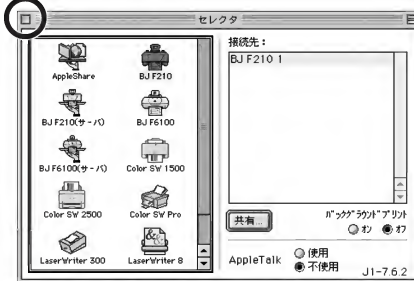 セレクタ
AppleShare
BJ F210
BJ F210(サーバ)
BJ F6100
BJ F6100(サーバ)
Color SW 1500
Color SW 2500
Color SW Pro
LaserWriter 300
LaserWriter 8
接続先：
BJ F210 1
共有...
バックグラウンドプリント
オン オフ
AppleTalk
使用
不使用
J1-7.6.2